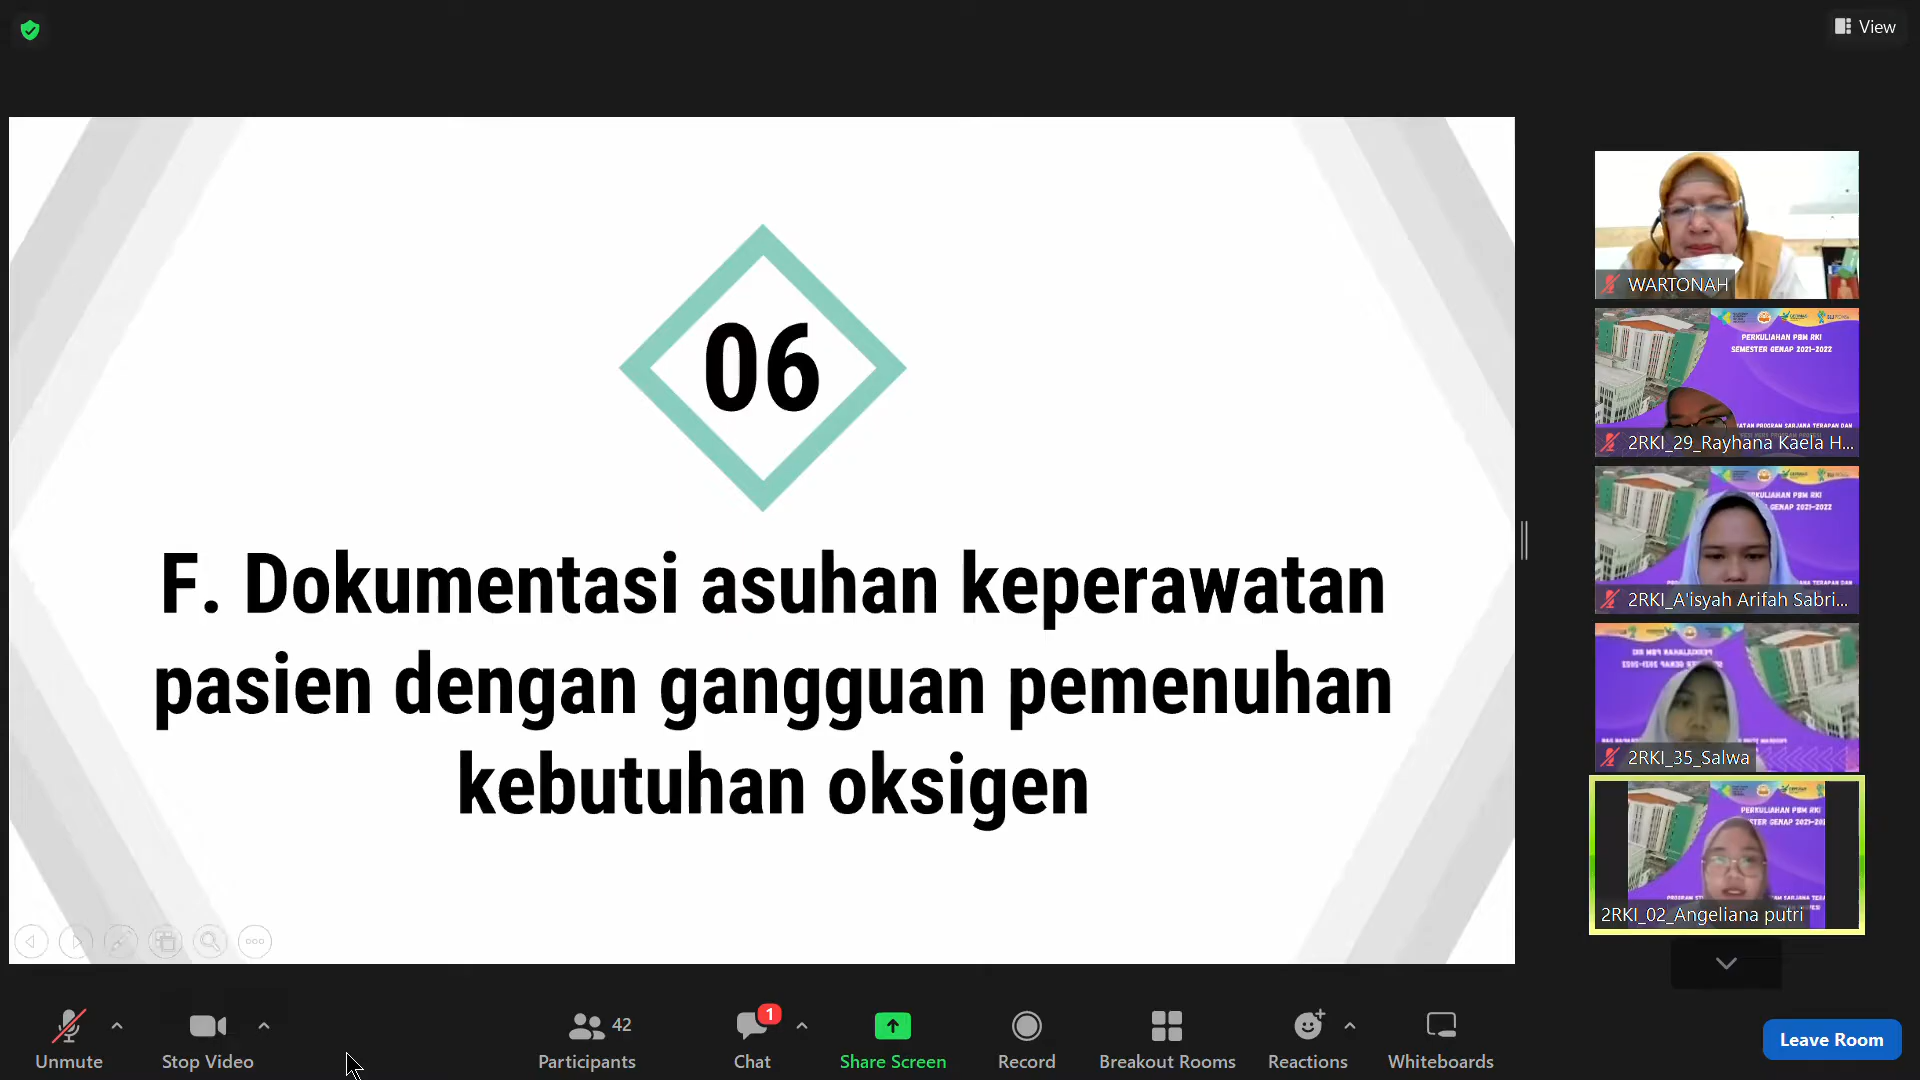 View
06
F. Dokumentasi asuhan keperawatan
pasien dengan gangguan pemenuhan
kebutuhan oksigen
WARTONAH
PERKULIAHAN PBM RKI
SEMESTER GENAP 2021-2022
2RKI_29_Rayhana Kaela H...
2RKI_A'isyah Arifah Sabri...
2RKI_35_Salwa
PERKULIAHAN PBM RKI
2RKI_02_Angeliana putri
Unmute
Stop Video
42
Participants
1
Chat
Share Screen
Record
Breakout Rooms
Reactions
Whiteboards
Leave Room